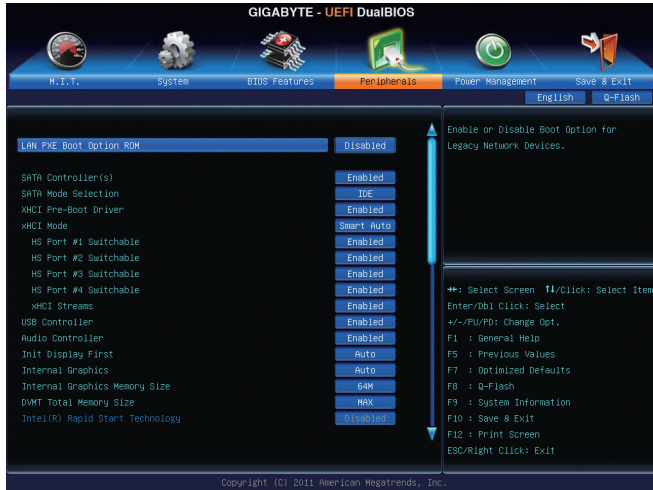 GIGABYTE - UEFI DualBIOS
M.I.T. System BIOS Features Peripherals Power Management Save & Exit
English Q-Flash
LAN PXE Boot Option ROM Disabled
SATA Controller(s) Enabled
SATA Mode Selection IDE
XHCI Pre-Boot Driver Enabled
xHCI Mode Smart Auto
HS Port #1 Switchable Enabled
HS Port #2 Switchable Enabled
HS Port #3 Switchable Enabled
HS Port #4 Switchable Enabled
xHCI Streams Enabled
USB Controller Enabled
Audio Controller Enabled
Init Display First Auto
Internal Graphics Auto
Internal Graphics Memory Size 64M
DVMT Total Memory Size MAX
Intel(R) Rapid Start Technology Disabled
Enable or Disable Boot Option for
Legacy Network Devices.
→←: Select Screen ↑↓/Click: Select Item
Enter/Dbl Click: Select
+/-/PU/PD: Change Opt.
F1 : General Help
F5 : Previous Values
F7 : Optimized Defaults
F8 : Q-Flash
F9 : System Information
F10 : Save & Exit
F12 : Print Screen
ESC/Right Click: Exit
Copyright (C) 2011 American Megatrends, Inc.